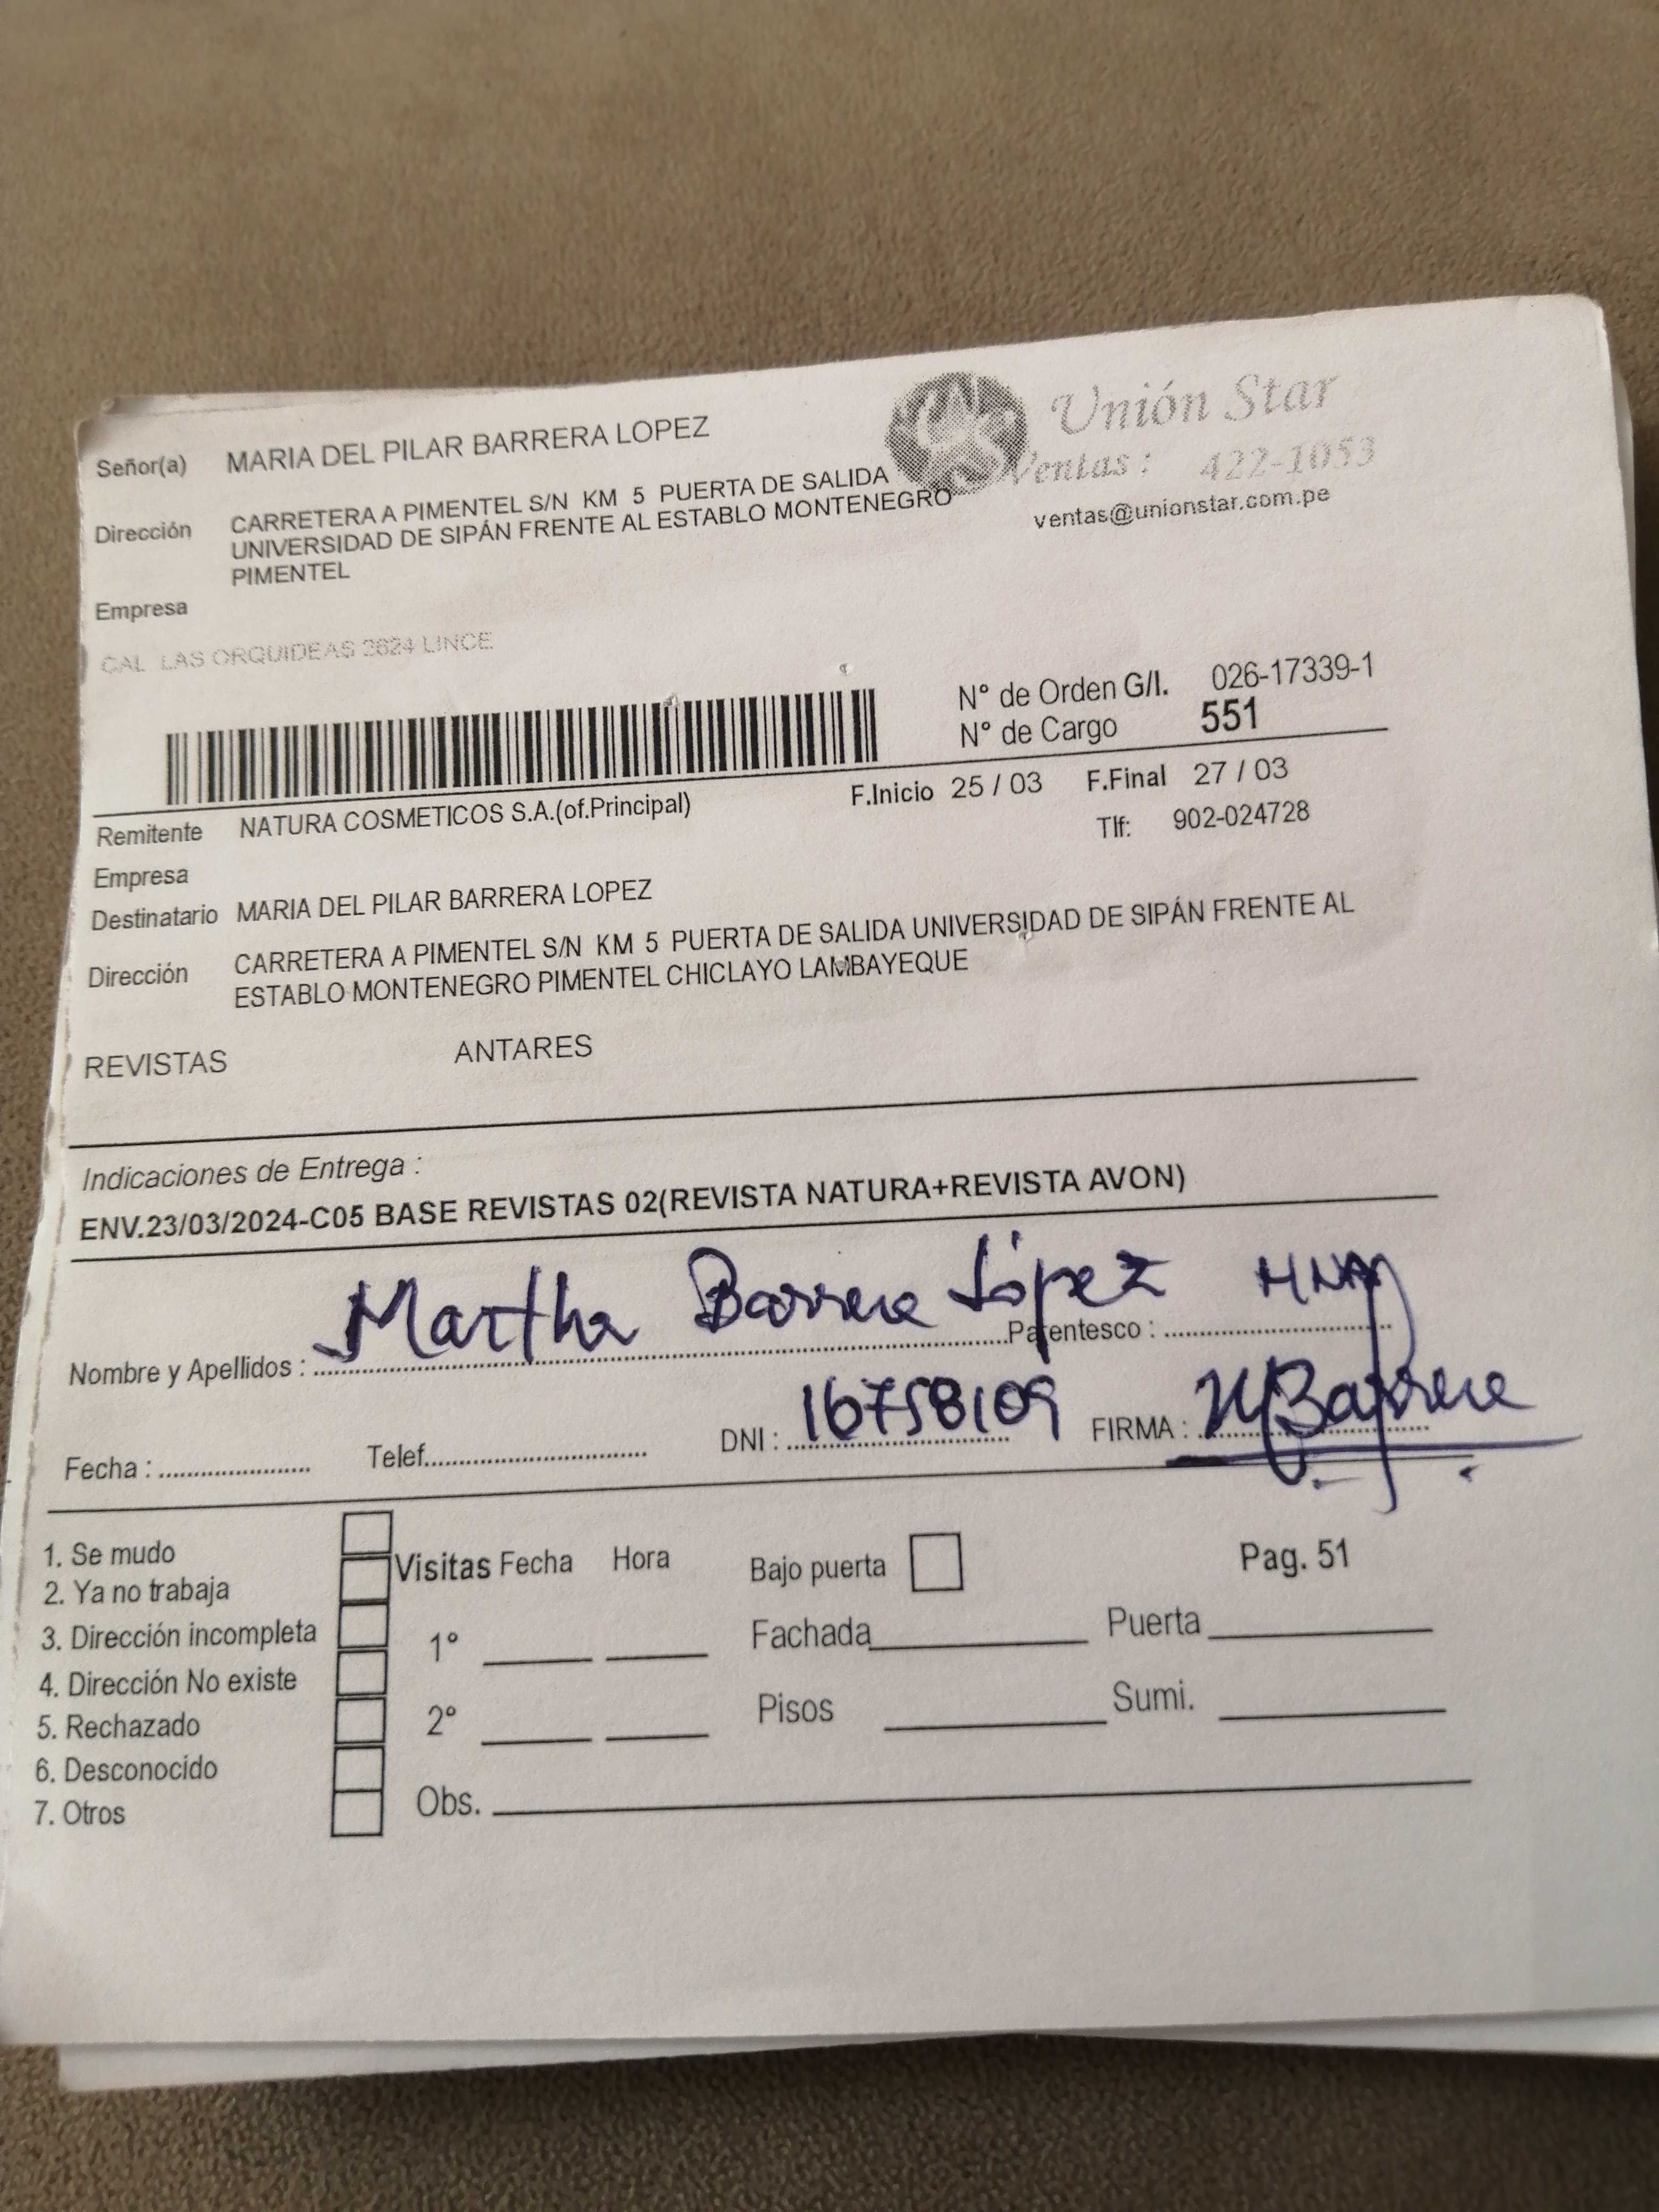 Señor(a) MARIA DEL PILAR BARRERA LOPEZ
Unión Star
Ventas : 422-1053
ventas@unionstar.com.pe
Dirección CARRETERA A PIMENTEL S/N KM 5 PUERTA DE SALIDA
UNIVERSIDAD DE SIPÁN FRENTE AL ESTABLO MONTENEGRO
PIMENTEL
Empresa
CAL LAS ORQUIDEAS 2624 LINCE
N° de Orden G/I. 026-17339-1
N° de Cargo 551
F.Inicio 25 / 03 F.Final 27 / 03
Remitente NATURA COSMETICOS S.A.(of.Principal)
Tlf: 902-024728
Empresa
Destinatario MARIA DEL PILAR BARRERA LOPEZ
Dirección CARRETERA A PIMENTEL S/N KM 5 PUERTA DE SALIDA UNIVERSIDAD DE SIPÁN FRENTE AL
ESTABLO MONTENEGRO PIMENTEL CHICLAYO LAMBAYEQUE
REVISTAS ANTARES
Indicaciones de Entrega :
ENV.23/03/2024-C05 BASE REVISTAS 02(REVISTA NATURA+REVISTA AVON)
Nombre y Apellidos : Martha Barrera López Parentesco : HNA
Fecha : Telef. DNI : 16758109 FIRMA : MBarrera
1. Se mudo
2. Ya no trabaja
3. Dirección incompleta
4. Dirección No existe
5. Rechazado
6. Desconocido
7. Otros
Visitas Fecha Hora
1°
2°
Obs.
Bajo puerta Pag. 51
Fachada Puerta
Pisos Sumi.